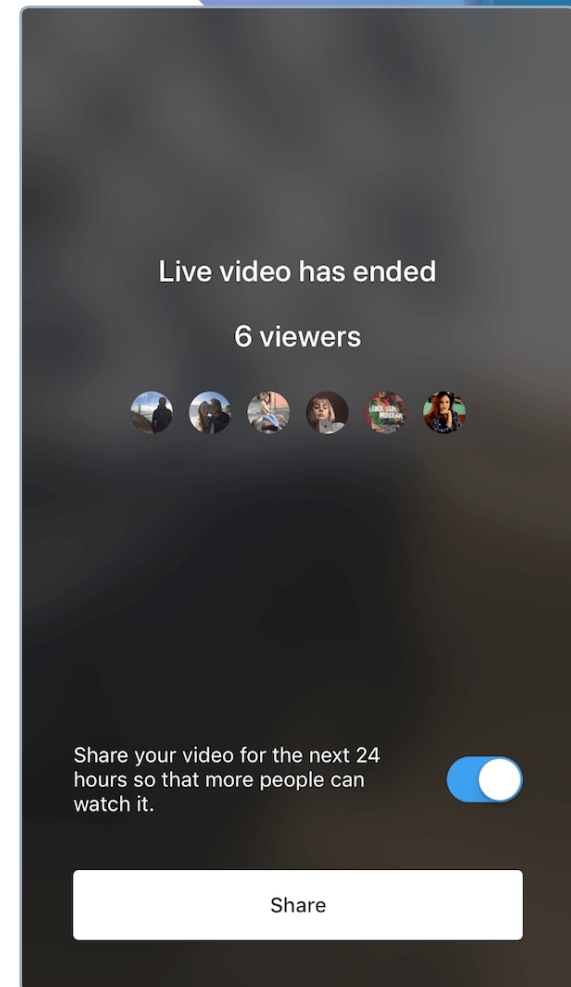 Live video has ended
6 viewers
Share your video for the next 24
hours so that more people can
watch it.
Share